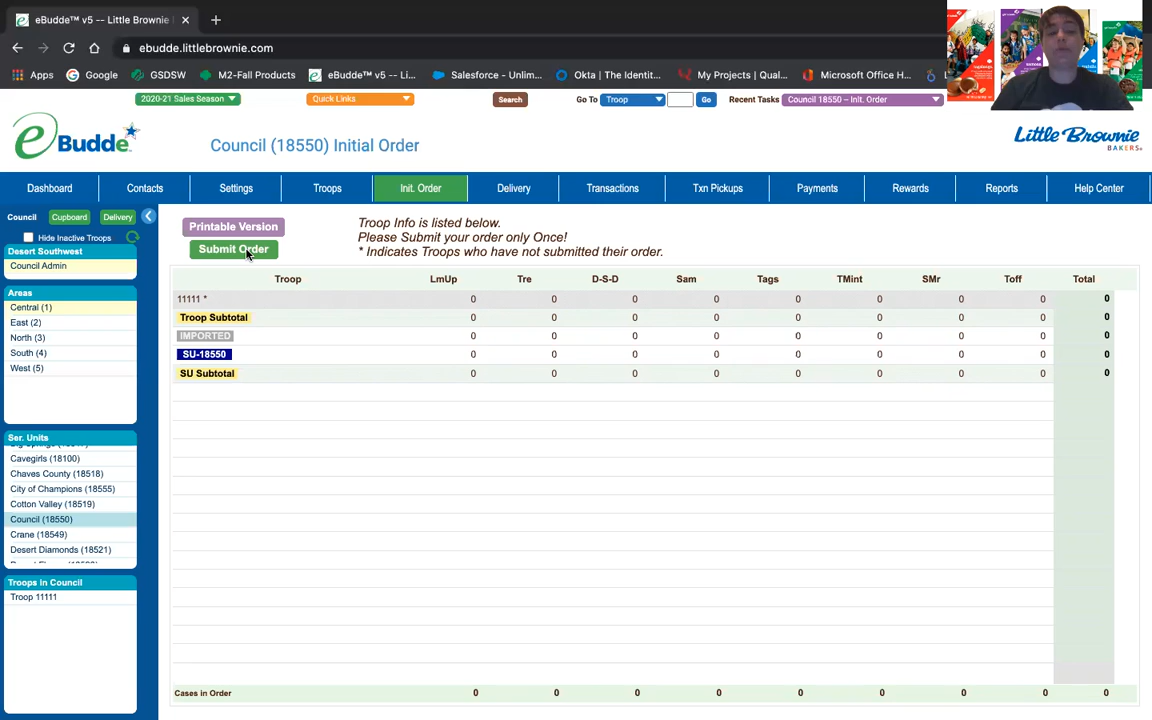 eBudde™ v5 -- Little Brownie
ebudde.littlebrownie.com
Apps
Google
GSDSW
M2-Fall Products
eBudde™ v5 -- Li...
Salesforce - Unlim...
Okta | The Identit...
My Projects | Qual...
Microsoft Office H...
2020-21 Sales Season
Quick Links
Search
Go To
Troop
Go
Recent Tasks
Council 18550 – Init. Order
eBudde
Council (18550) Initial Order
Little Brownie
BAKERS
Dashboard
Contacts
Settings
Troops
Init. Order
Delivery
Transactions
Txn Pickups
Payments
Rewards
Reports
Help Center
Council
Cupboard
Delivery
Hide Inactive Troops
Desert Southwest
Council Admin
Areas
Central (1)
East (2)
North (3)
South (4)
West (5)
Ser. Units
Cavegirls (18100)
Chaves County (18518)
City of Champions (18555)
Cotton Valley (18519)
Council (18550)
Crane (18549)
Desert Diamonds (18521)
Troops In Council
Troop 11111
Printable Version
Submit Order
Troop Info is listed below.
Please Submit your order only Once!
* Indicates Troops who have not submitted their order.
Troop LmUp Tre D-S-D Sam Tags TMint SMr Toff Total
11111 * 0 0 0 0 0 0 0 0 0
Troop Subtotal 0 0 0 0 0 0 0 0 0
IMPORTED 0 0 0 0 0 0 0 0 0
SU-18550 0 0 0 0 0 0 0 0 0
SU Subtotal 0 0 0 0 0 0 0 0 0
Cases in Order 0 0 0 0 0 0 0 0 0